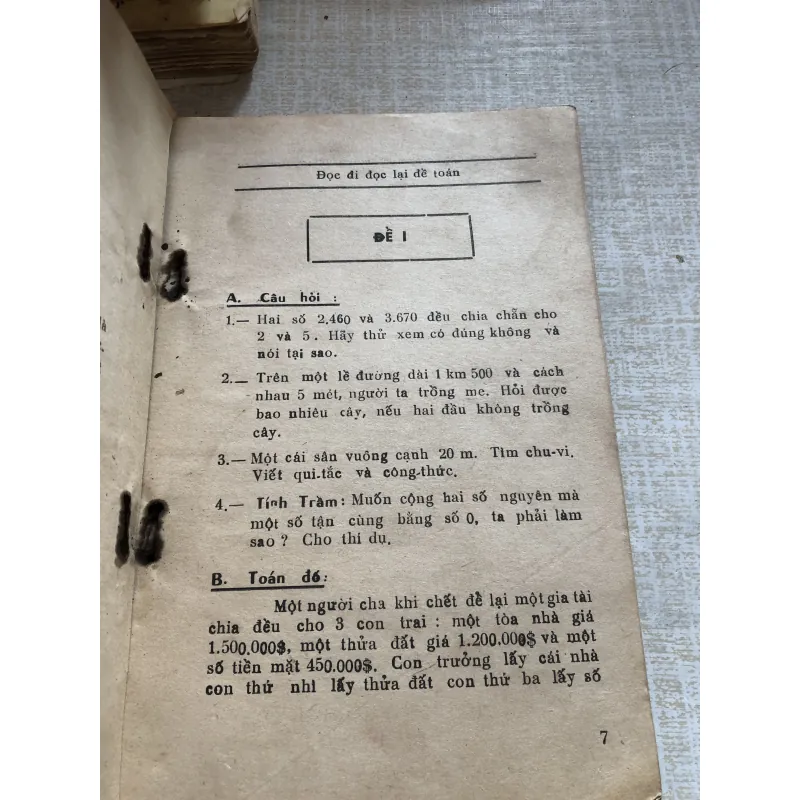 Đọc đi đọc lại đề toán
ĐỀ I
A. Câu hỏi :
1.— Hai số 2.460 và 3.670 đều chia chẵn cho
2 và 5. Hãy thử xem có đúng không và
nói tại sao.
2.— Trên một lề đường dài 1 km 500 và cách
nhau 5 mét, người ta trồng me. Hỏi được
bao nhiêu cây, nếu hai đầu không trồng
cây.
3.— Một cái sân vuông cạnh 20 m. Tìm chu-vi.
Viết qui-tắc và công-thức.
4.— Tính Trầm: Muốn cộng hai số nguyên mà
một số tận cùng bằng số 0, ta phải làm
sao ? Cho thí dụ.
B. Toán đố:
Một người cha khi chết để lại một gia tài
chia đều cho 3 con trai : một tòa nhà giá
1.500.000$, một thửa đất giá 1.200.000$ và một
số tiền mặt 450.000$. Con trưởng lấy cái nhà
con thứ nhì lấy thửa đất con thứ ba lấy số
7